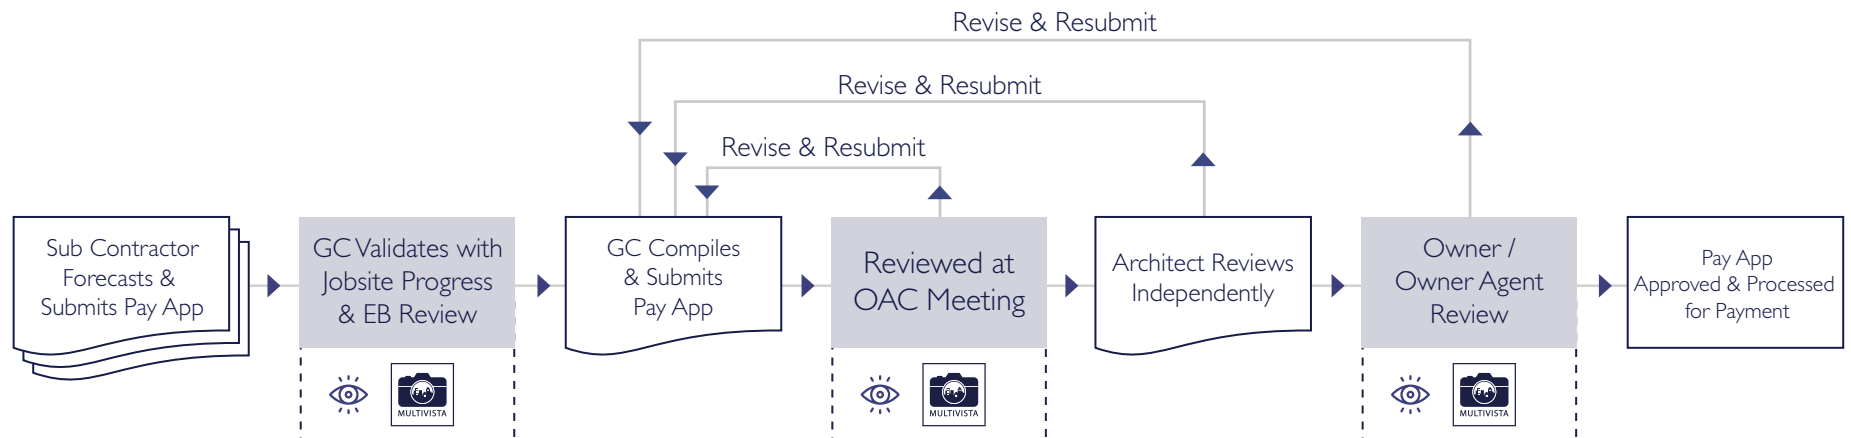 Revise & Resubmit
Revise & Resubmit
Revise & Resubmit
Sub Contractor
Forecasts &
Submits Pay App
GC Validates with
Jobsite Progress
& EB Review
GC Compiles
& Submits
Pay App
Reviewed at
OAC Meeting
Architect Reviews
Independently
Owner /
Owner Agent
Review
Pay App
Approved & Processed
for Payment
MULTIVISTA
MULTIVISTA
MULTIVISTA